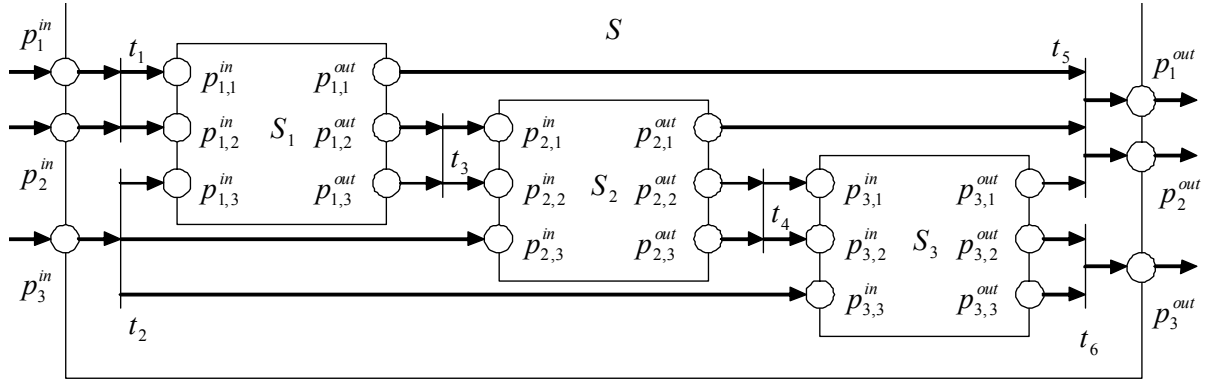 S
p_1^{in}
t_1
t_5
p_1^{out}
p_{1,1}^{in} p_{1,1}^{out}
p_{1,2}^{in} S_1 p_{1,2}^{out}
p_{1,3}^{in} p_{1,3}^{out}
p_2^{in}
t_3
p_{2,1}^{in} p_{2,1}^{out}
p_{2,2}^{in} S_2 p_{2,2}^{out}
p_{2,3}^{in} p_{2,3}^{out}
t_4
p_{3,1}^{in} p_{3,1}^{out}
p_{3,2}^{in} S_3 p_{3,2}^{out}
p_{3,3}^{in} p_{3,3}^{out}
p_2^{out}
p_3^{in}
t_2
t_6
p_3^{out}